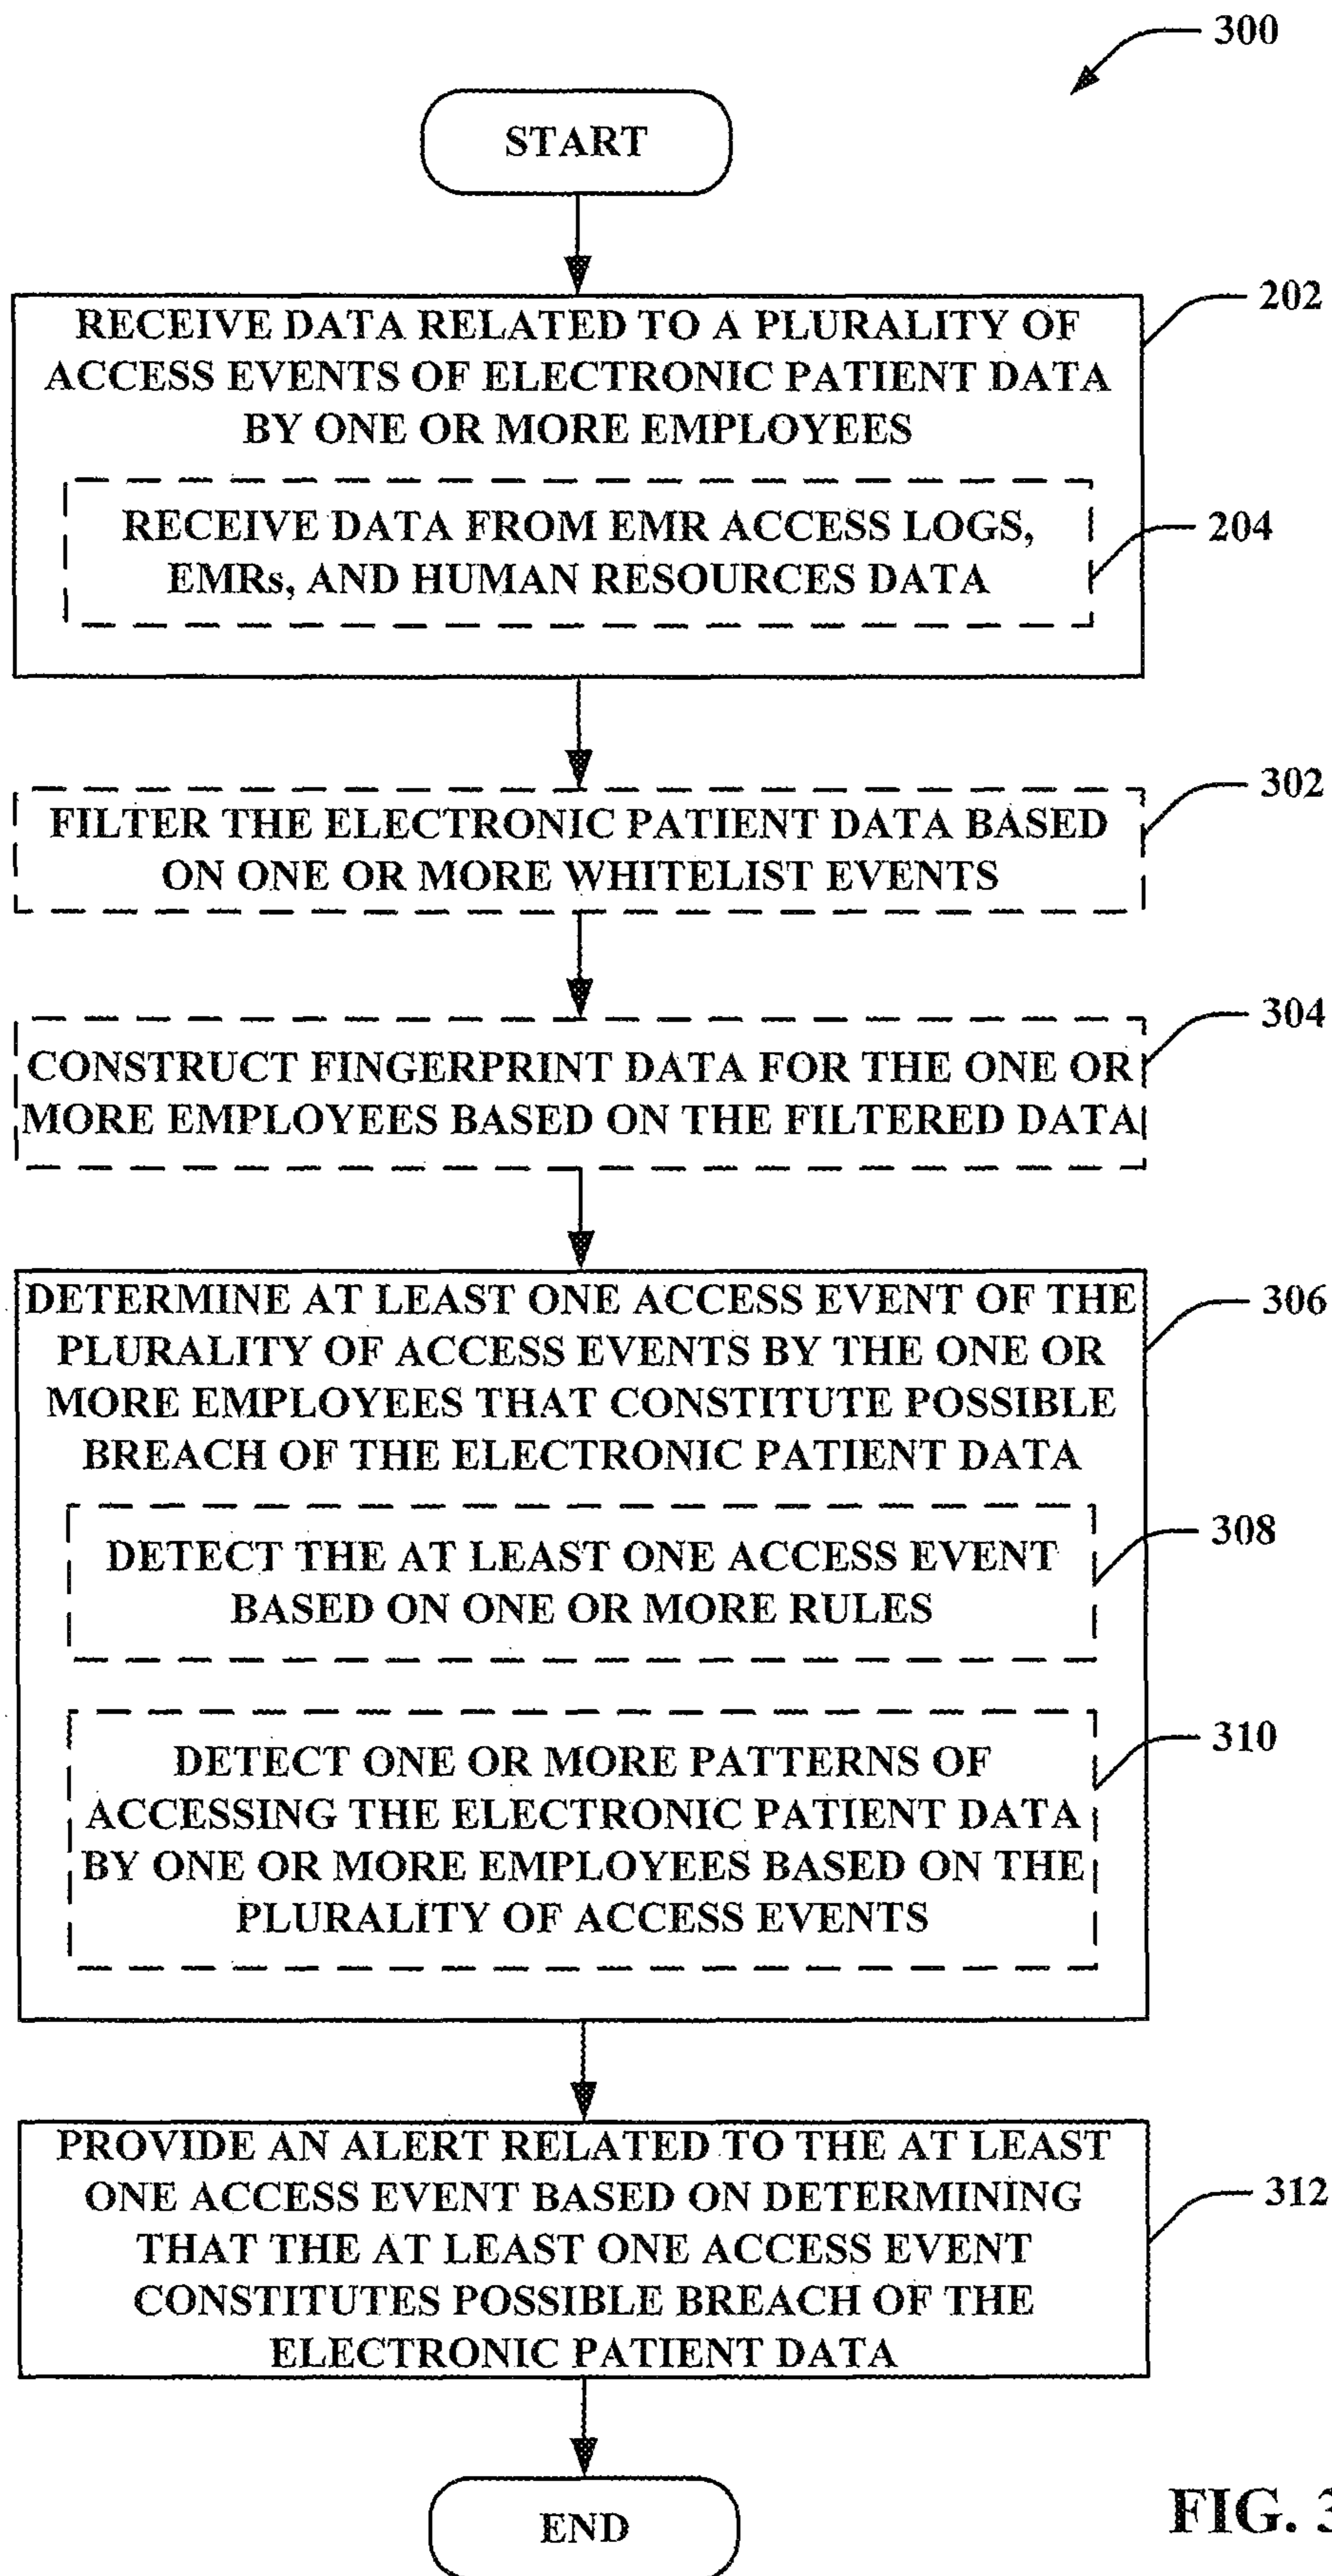 300
START
202
RECEIVE DATA RELATED TO A PLURALITY OF
ACCESS EVENTS OF ELECTRONIC PATIENT DATA
BY ONE OR MORE EMPLOYEES
204
RECEIVE DATA FROM EMR ACCESS LOGS,
EMRs, AND HUMAN RESOURCES DATA
302
FILTER THE ELECTRONIC PATIENT DATA BASED
ON ONE OR MORE WHITELIST EVENTS
304
CONSTRUCT FINGERPRINT DATA FOR THE ONE OR
MORE EMPLOYEES BASED ON THE FILTERED DATA
306
DETERMINE AT LEAST ONE ACCESS EVENT OF THE
PLURALITY OF ACCESS EVENTS BY THE ONE OR
MORE EMPLOYEES THAT CONSTITUTE POSSIBLE
BREACH OF THE ELECTRONIC PATIENT DATA
308
DETECT THE AT LEAST ONE ACCESS EVENT
BASED ON ONE OR MORE RULES
310
DETECT ONE OR MORE PATTERNS OF
ACCESSING THE ELECTRONIC PATIENT DATA
BY ONE OR MORE EMPLOYEES BASED ON THE
PLURALITY OF ACCESS EVENTS
312
PROVIDE AN ALERT RELATED TO THE AT LEAST
ONE ACCESS EVENT BASED ON DETERMINING
THAT THE AT LEAST ONE ACCESS EVENT
CONSTITUTES POSSIBLE BREACH OF THE
ELECTRONIC PATIENT DATA
END
FIG. 3